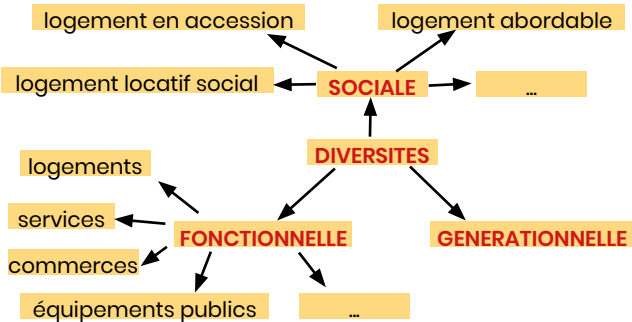 logement en accession
logement abordable
logement locatif social
SOCIALE
...
DIVERSITES
logements
services
FONCTIONNELLE
GENERATIONNELLE
commerces
équipements publics
...